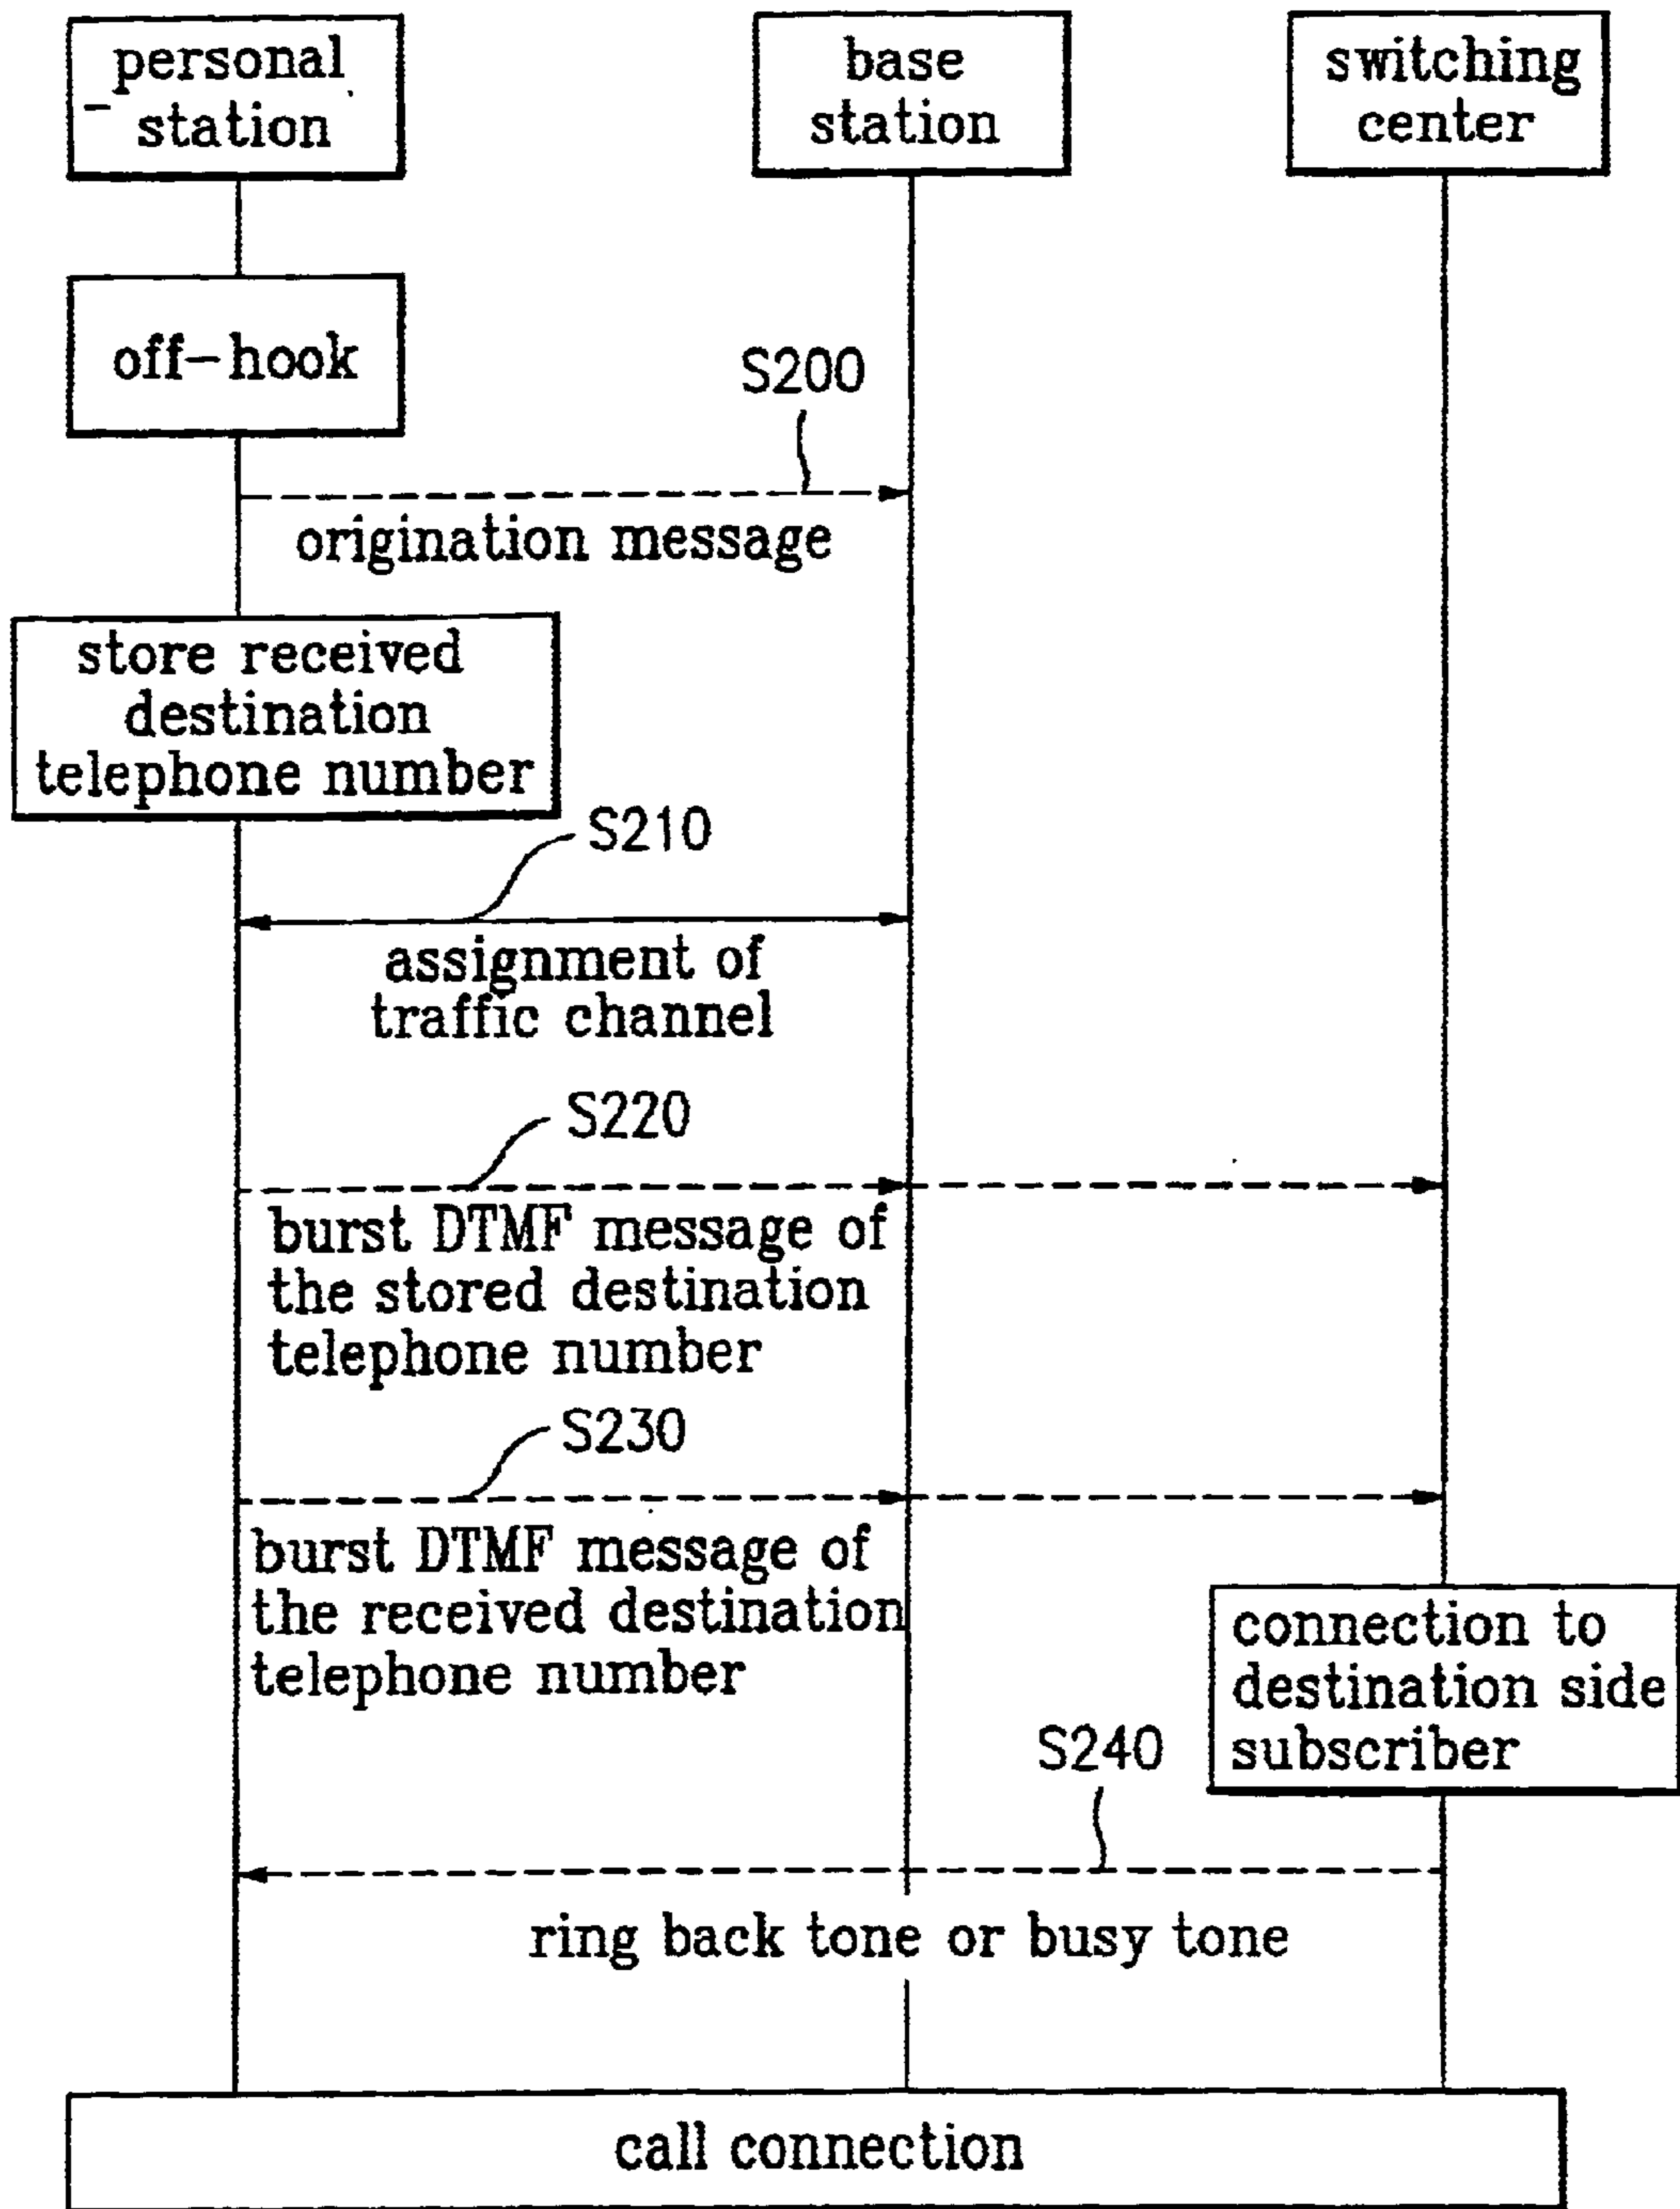 personal
station
base
station
switching
center
off-hook
S200
origination message
store received
destination
telephone number
S210
assignment of
traffic channel
S220
burst DTMF message of
the stored destination
telephone number
S230
burst DTMF message of
the received destination
telephone number
connection to
destination side
subscriber
S240
ring back tone or busy tone
call connection